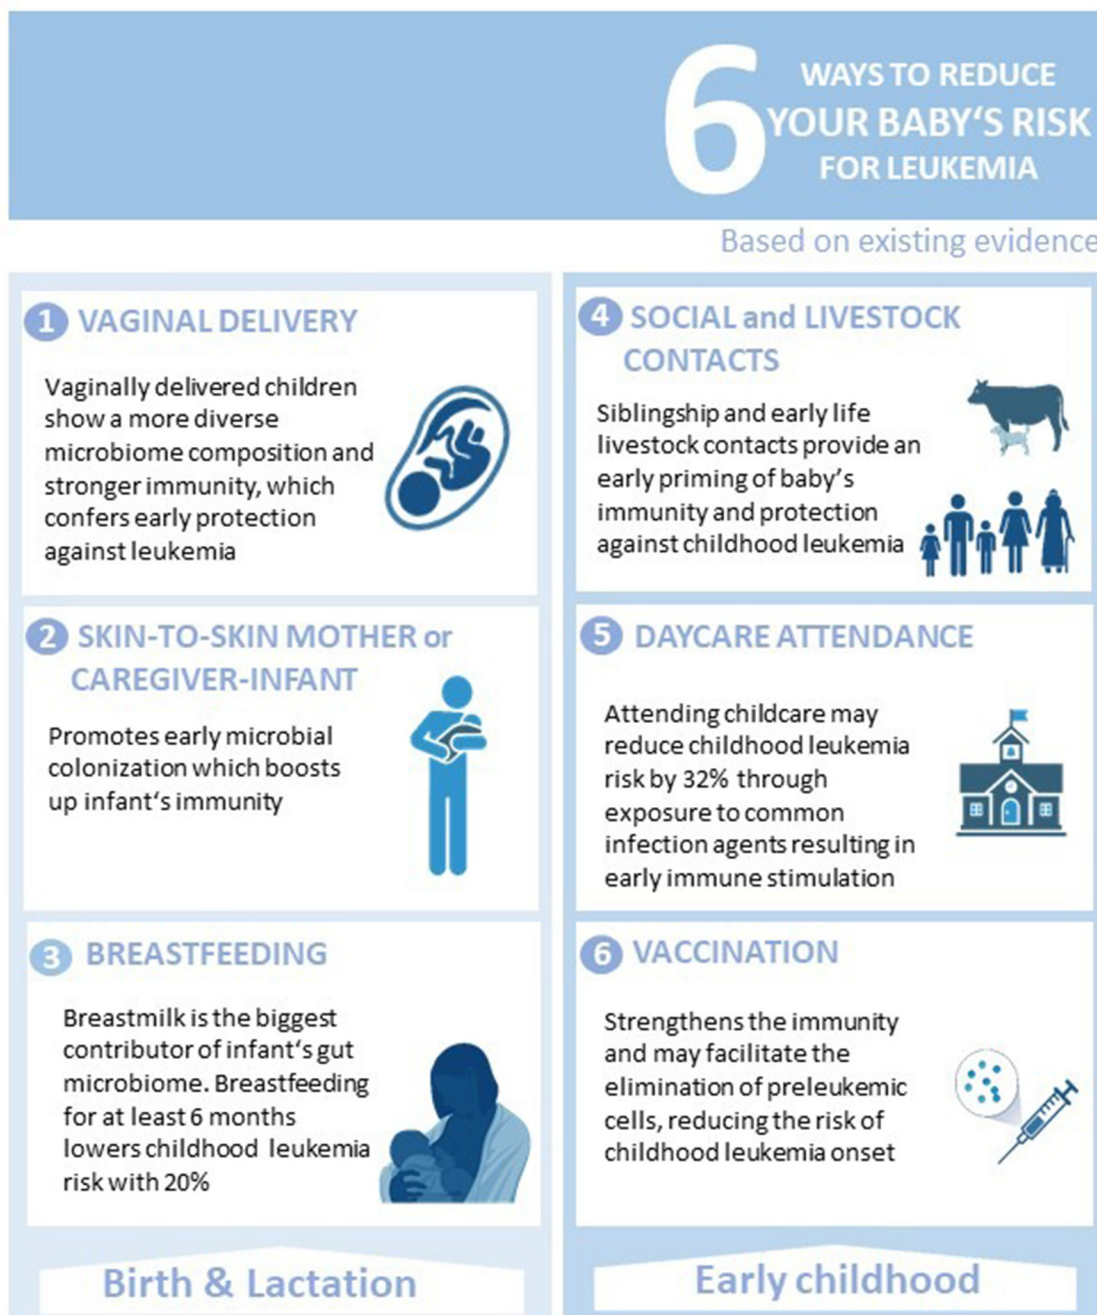 6
WAYS TO REDUCE
YOUR BABY‘S RISK
FOR LEUKEMIA
Based on existing evidence
1 VAGINAL DELIVERY
Vaginally delivered children
show a more diverse
microbiome composition and
stronger immunity, which
confers early protection
against leukemia
2 SKIN-TO-SKIN MOTHER or
CAREGIVER-INFANT
Promotes early microbial
colonization which boosts
up infant‘s immunity
3 BREASTFEEDING
Breastmilk is the biggest
contributor of infant‘s gut
microbiome. Breastfeeding
for at least 6 months
lowers childhood leukemia
risk with 20%
Birth & Lactation
4 SOCIAL and LIVESTOCK
CONTACTS
Siblingship and early life
livestock contacts provide an
early priming of baby’s
immunity and protection
against childhood leukemia
5 DAYCARE ATTENDANCE
Attending childcare may
reduce childhood leukemia
risk by 32% through
exposure to common
infection agents resulting in
early immune stimulation
6 VACCINATION
Strengthens the immunity
and may facilitate the
elimination of preleukemic
cells, reducing the risk of
childhood leukemia onset
Early childhood